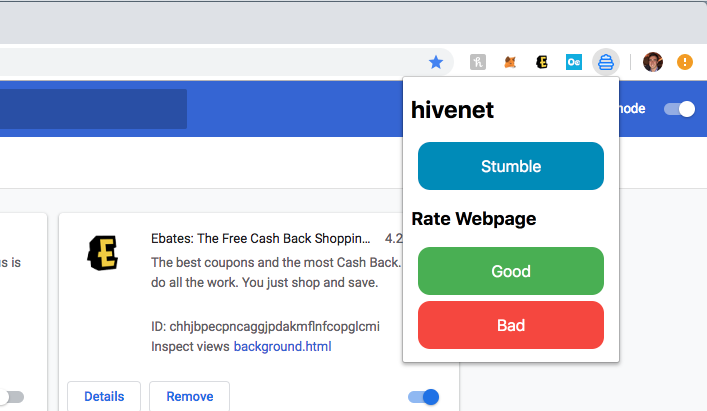 hivenet
node
Stumble
Rate Webpage
Good
Bad
Ebates: The Free Cash Back Shoppin… 4.2
The best coupons and the most Cash Back.
do all the work. You just shop and save.
us is
ID: chhjbpecpncaggjpdakmflnfcopglcmi
Inspect views background.html
Details
Remove